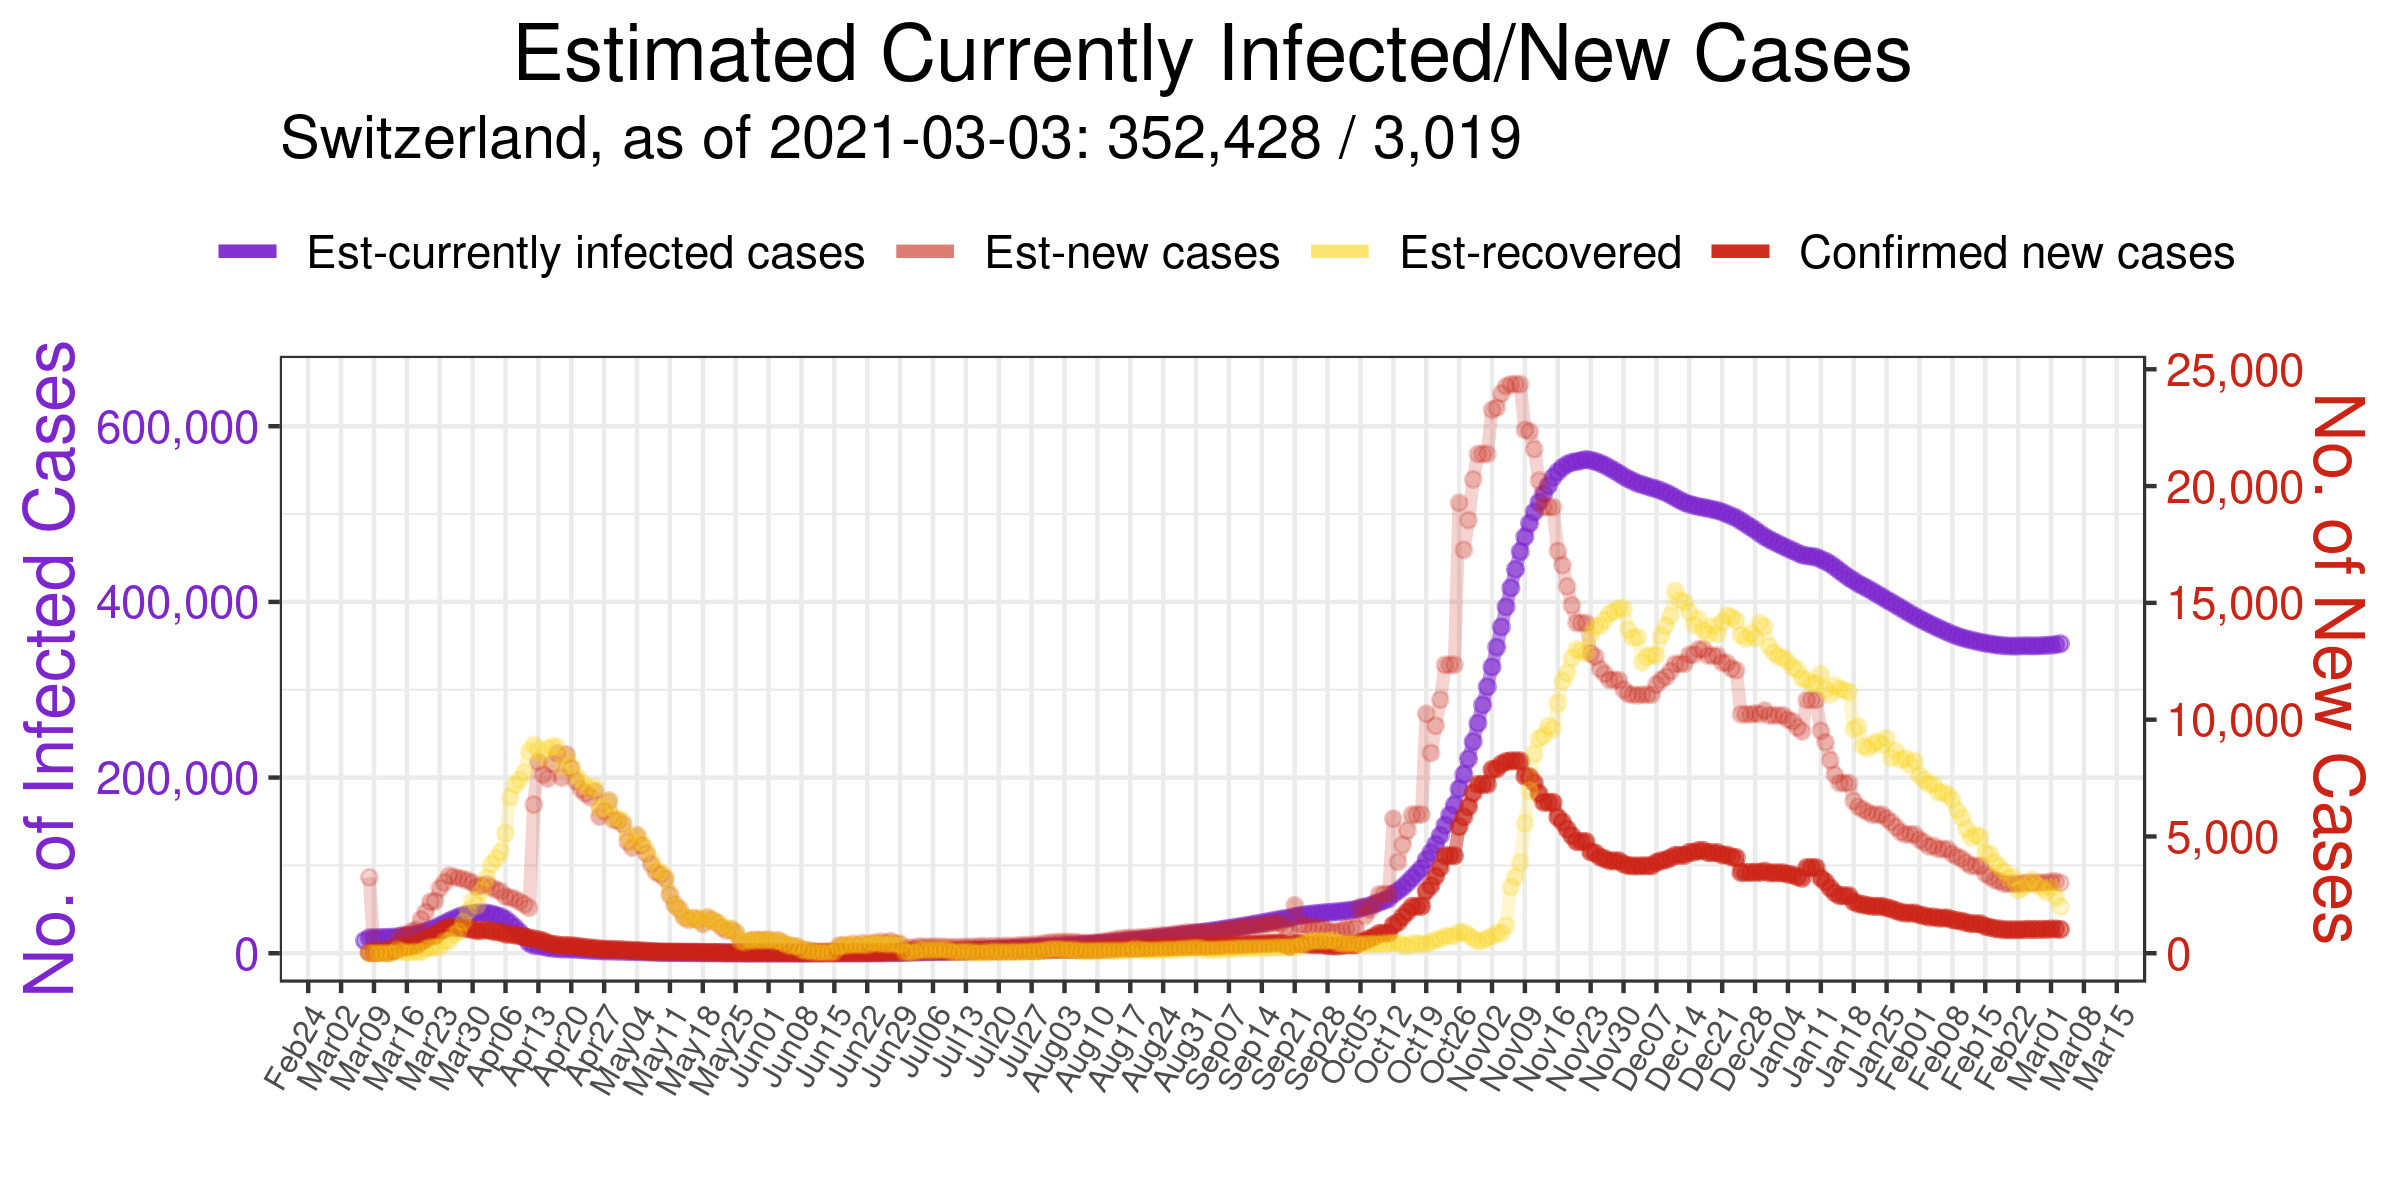 Estimated Currently Infected/New Cases
Switzerland, as of 2021-03-03: 352,428 / 3,019
Est-currently infected cases
Est-new cases
Est-recovered
Confirmed new cases
No. of Infected Cases
600,000
400,000
200,000
0
25,000
20,000
15,000
10,000
5,000
0
No. of New Cases
Feb24
Mar02
Mar09
Mar16
Mar23
Mar30
Apr06
Apr13
Apr20
Apr27
May04
May11
May18
May25
Jun01
Jun08
Jun15
Jun22
Jun29
Jul06
Jul13
Jul20
Jul27
Aug03
Aug10
Aug17
Aug24
Aug31
Sep07
Sep14
Sep21
Sep28
Oct05
Oct12
Oct19
Oct26
Nov02
Nov09
Nov16
Nov23
Nov30
Dec07
Dec14
Dec21
Dec28
Jan04
Jan11
Jan18
Jan25
Feb01
Feb08
Feb15
Feb22
Mar01
Mar08
Mar15